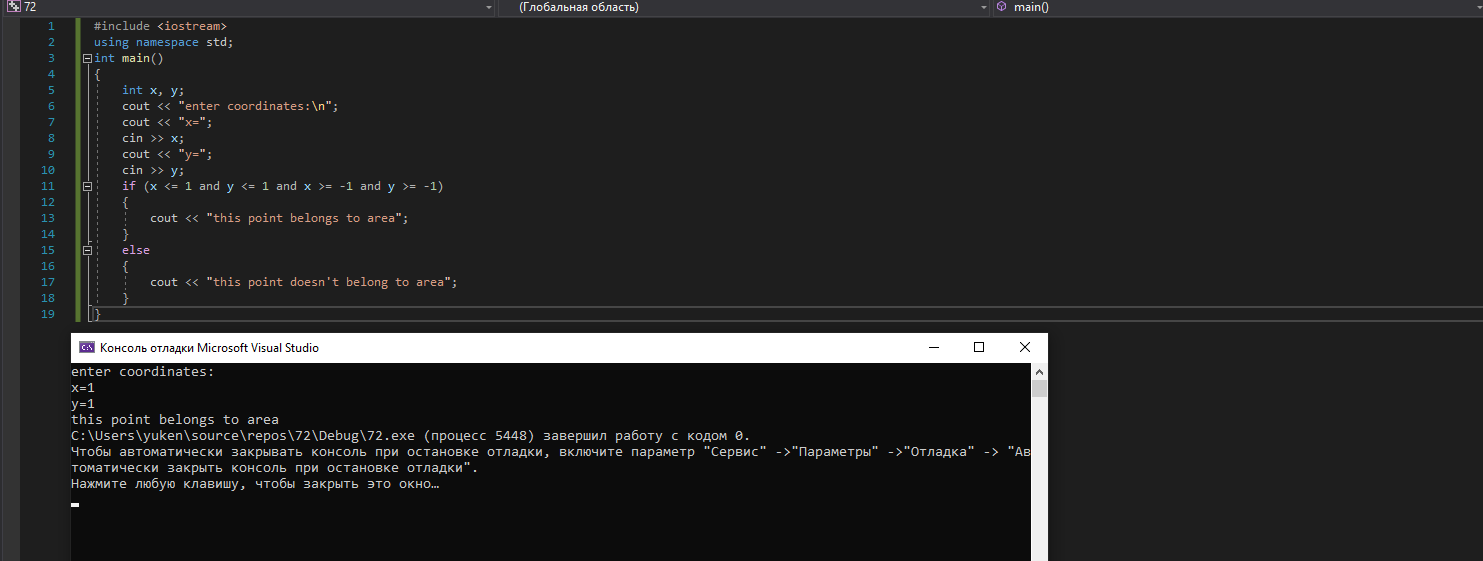 72 (Глобальная область) main()
1 #include <iostream>
2 using namespace std;
3 int main()
4 {
5 int x, y;
6 cout << "enter coordinates:\n";
7 cout << "x=";
8 cin >> x;
9 cout << "y=";
10 cin >> y;
11 if (x <= 1 and y <= 1 and x >= -1 and y >= -1)
12 {
13 cout << "this point belongs to area";
14 }
15 else
16 {
17 cout << "this point doesn't belong to area";
18 }
19 }
Консоль отладки Microsoft Visual Studio
enter coordinates:
x=1
y=1
this point belongs to area
C:\Users\yuken\source\repos\72\Debug\72.exe (процесс 5448) завершил работу с кодом 0.
Чтобы автоматически закрывать консоль при остановке отладки, включите параметр "Сервис" ->"Параметры" ->"Отладка" -> "Ав
томатически закрыть консоль при остановке отладки".
Нажмите любую клавишу, чтобы закрыть это окно…